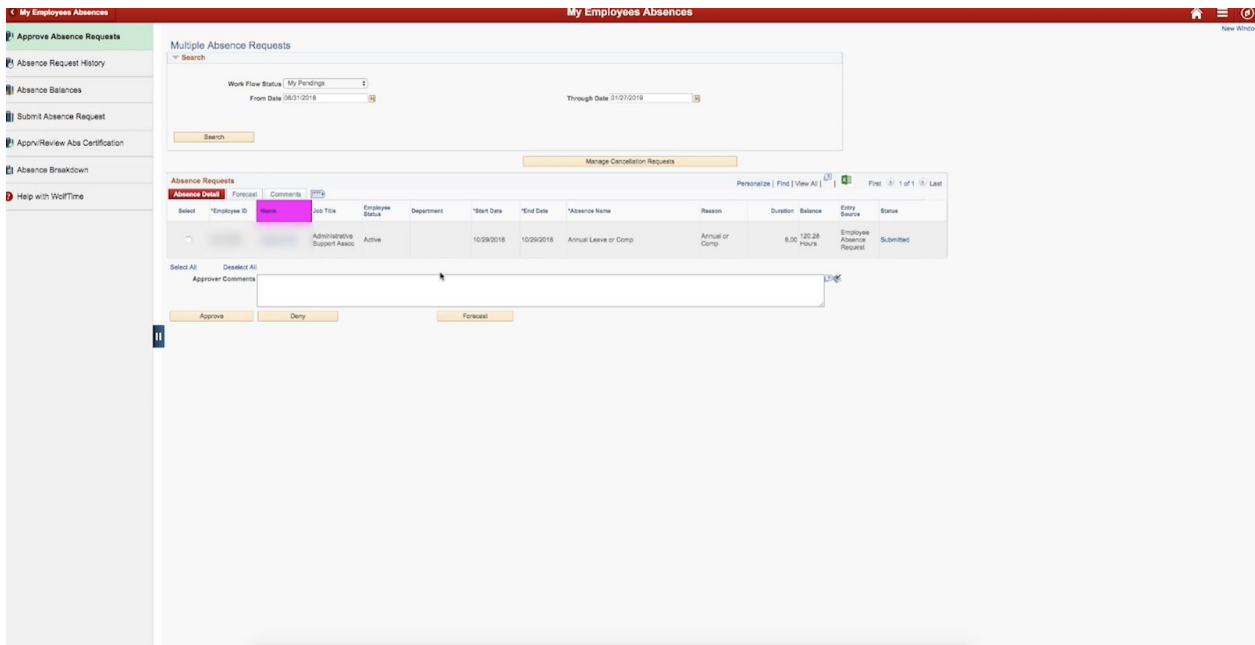 My Employees Absences
My Employees Absences
New Windo
Approve Absence Requests
Absence Request History
Absence Balances
Submit Absence Request
Apprv/Review Abs Certification
Absence Breakdown
Help with WolfTime
Multiple Absence Requests
Search
Work Flow Status My Pendings
From Date 08/31/2018 Through Date 01/27/2019
Search
Manage Cancellation Requests
Absence Requests Personalize | Find | View All | | First 1 of 1 Last
Absence Detail Forecast Comments
Select *Employee ID Name Job Title Employee Status Department *Start Date *End Date *Absence Name Reason Duration Balance Entry Source Status
Administrative Support Assoc Active 10/29/2018 10/29/2018 Annual Leave or Comp Annual or Comp 8.00 120.28 Hours Employee Absence Request Submitted
Select All Deselect All
Approver Comments
Approve Deny Forecast